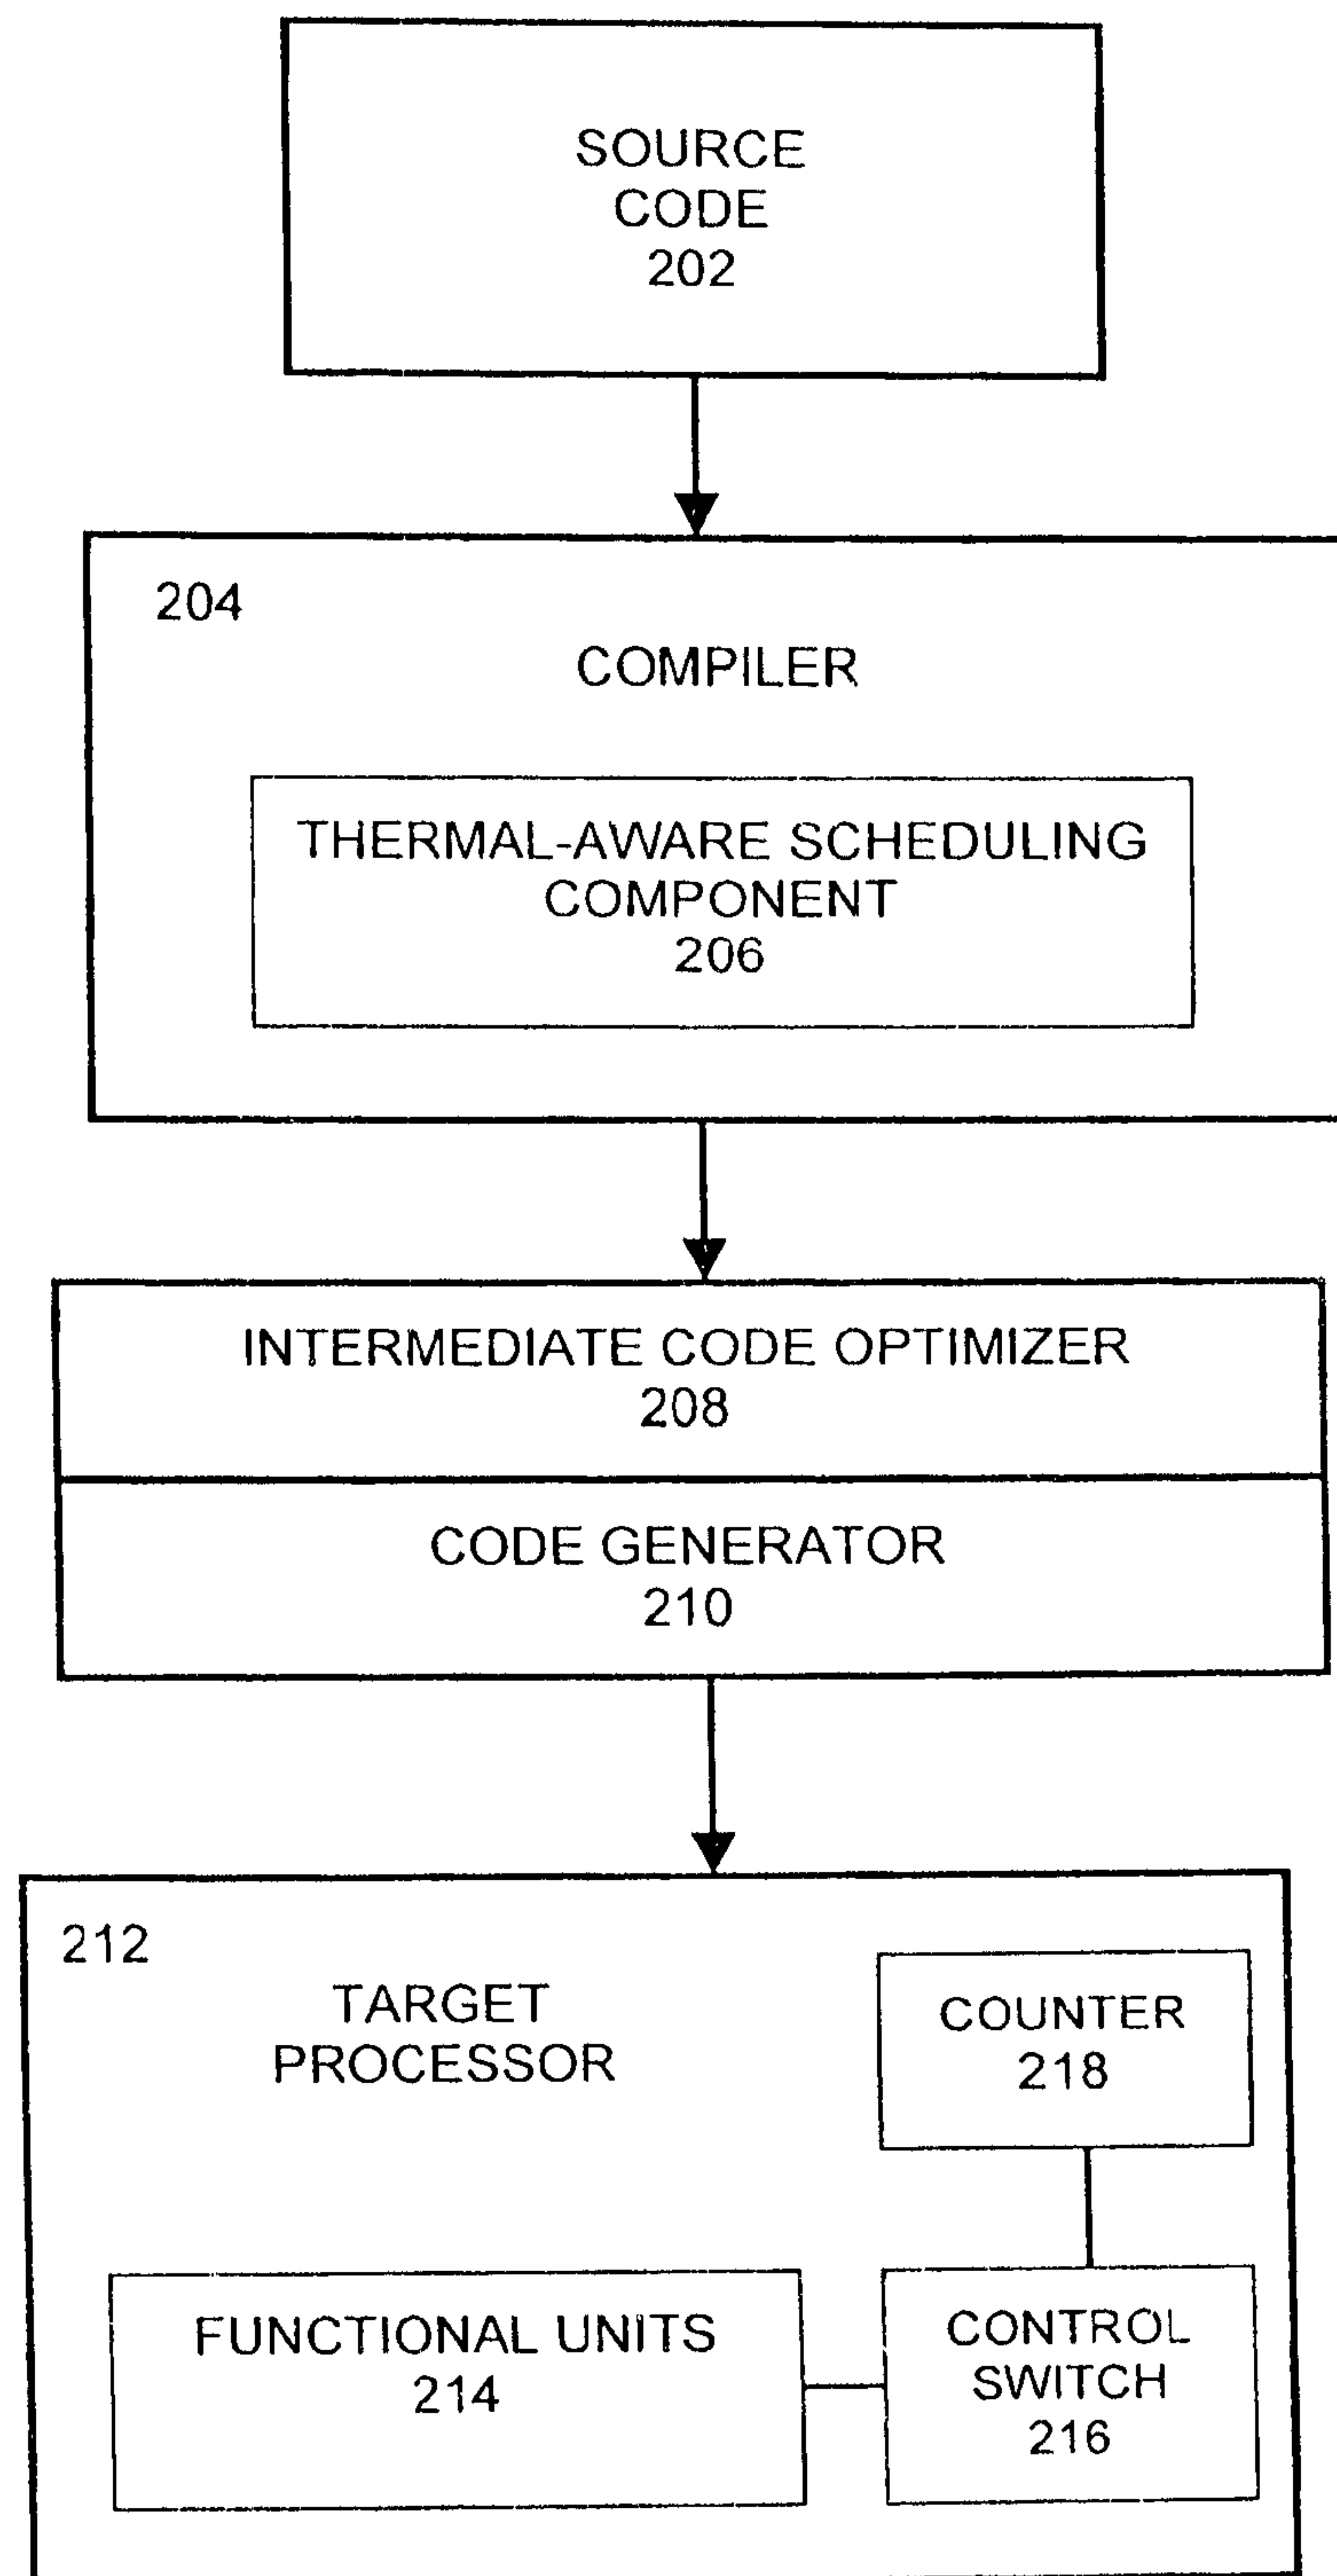 SOURCE
CODE
202
204
COMPILER
THERMAL-AWARE SCHEDULING
COMPONENT
206
INTERMEDIATE CODE OPTIMIZER
208
CODE GENERATOR
210
212
TARGET
PROCESSOR
COUNTER
218
FUNCTIONAL UNITS
214
CONTROL
SWITCH
216